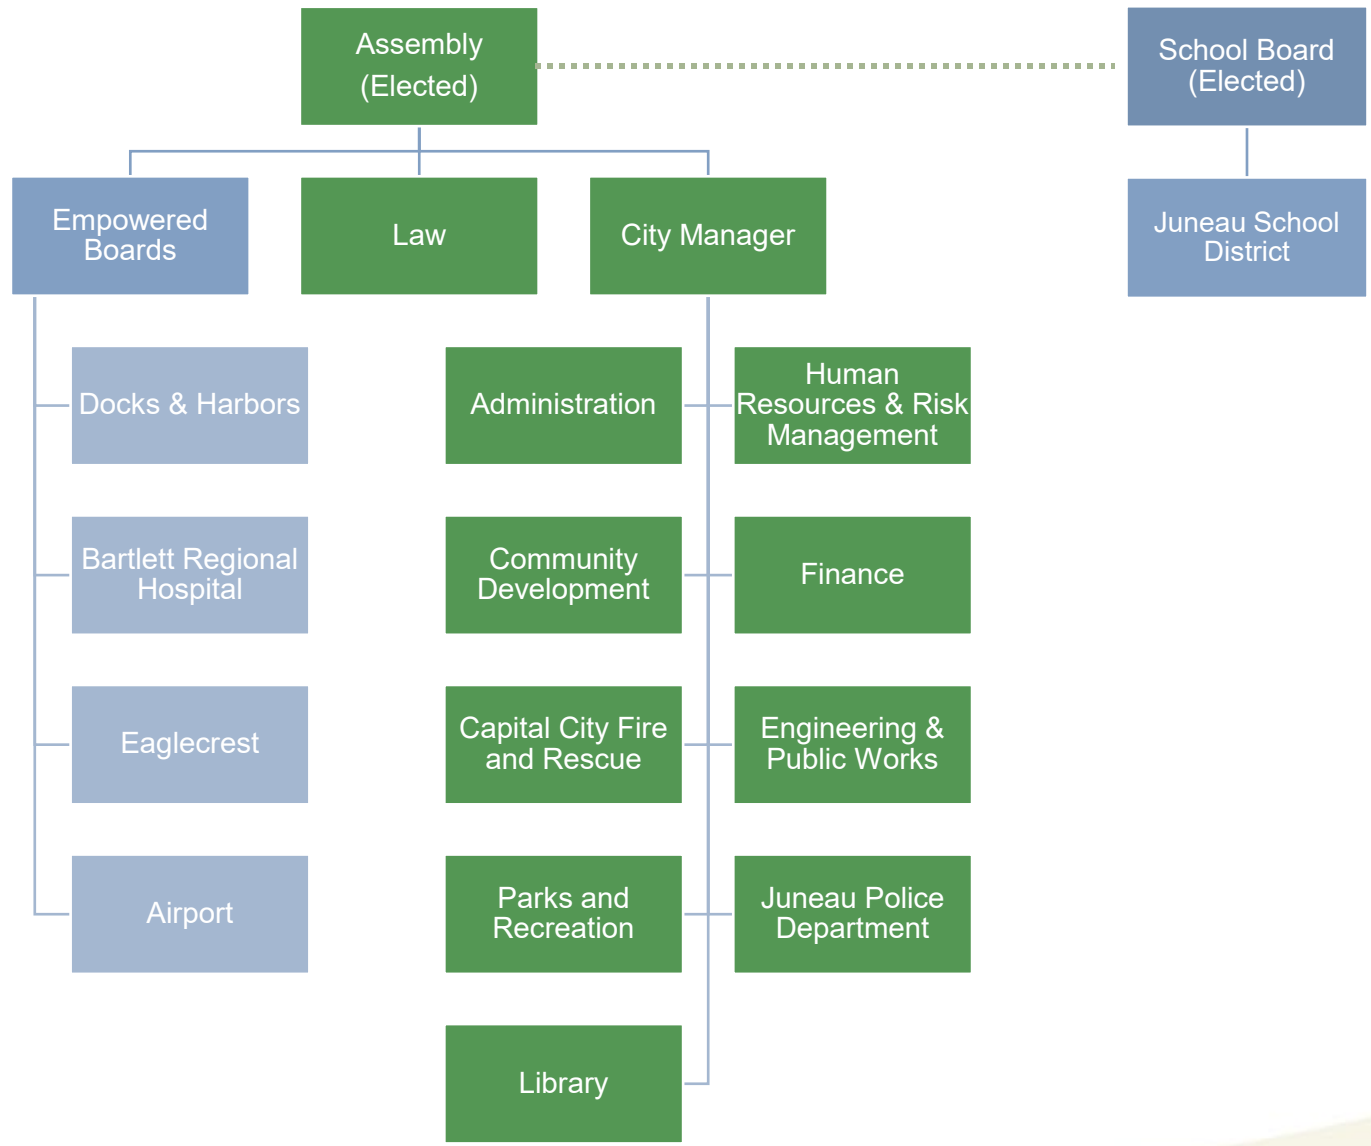 Assembly
(Elected)
School Board
(Elected)
Empowered
Boards
Law
City Manager
Juneau School
District
Docks & Harbors
Administration
Human
Resources & Risk
Management
Bartlett Regional
Hospital
Community
Development
Finance
Eaglecrest
Capital City Fire
and Rescue
Engineering &
Public Works
Airport
Parks and
Recreation
Juneau Police
Department
Library